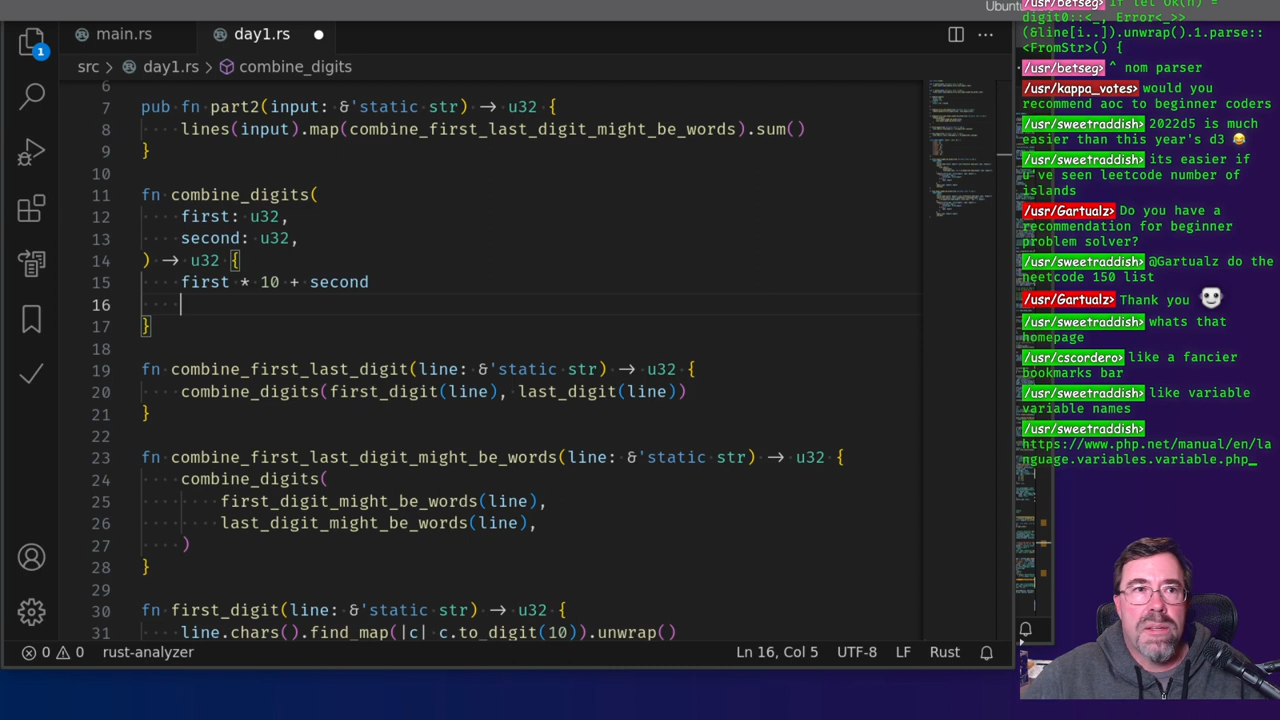 Ubuntu
main.rs
day1.rs
1
src > day1.rs > combine_digits
6
7 pub fn part2(input: &'static str) → u32 {
8 lines(input).map(combine_first_last_digit_might_be_words).sum()
9 }
10
11 fn combine_digits(
12 first: u32,
13 second: u32,
14 ) → u32 {
15 first * 10 + second
16
17 }
18
19 fn combine_first_last_digit(line: &'static str) → u32 {
20 combine_digits(first_digit(line), last_digit(line))
21 }
22
23 fn combine_first_last_digit_might_be_words(line: &'static str) → u32 {
24 combine_digits(
25 first_digit_might_be_words(line),
26 last_digit_might_be_words(line),
27 )
28 }
29
30 fn first_digit(line: &'static str) → u32 {
31 line.chars().find_map(|c| c.to_digit(10)).unwrap()
0 0 rust-analyzer Ln 16, Col 5 UTF-8 LF Rust
/usr/betseg> if let Ok(n) =
digit0::<_, Error<_>>
(&line[i..]).unwrap().1.parse::
<FromStr>() {
/usr/betseg> ^ nom parser
/usr/kappa_votes> would you
recommend aoc to beginner coders
/usr/sweetraddish> 2022d5 is much
easier than this year's d3 😂
/usr/sweetraddish> its easier if
u've seen leetcode number of
islands
/usr/Gartualz> Do you have a
recommendation for beginner
problem solver?
/usr/sweetraddish> @Gartualz do the
neetcode 150 list
/usr/Gartualz> Thank you
/usr/sweetraddish> whats that
homepage
/usr/cscordero> like a fancier
bookmarks bar
/usr/sweetraddish> like variable
variable names
/usr/sweetraddish>
https://www.php.net/manual/en/la
nguage.variables.variable.php_